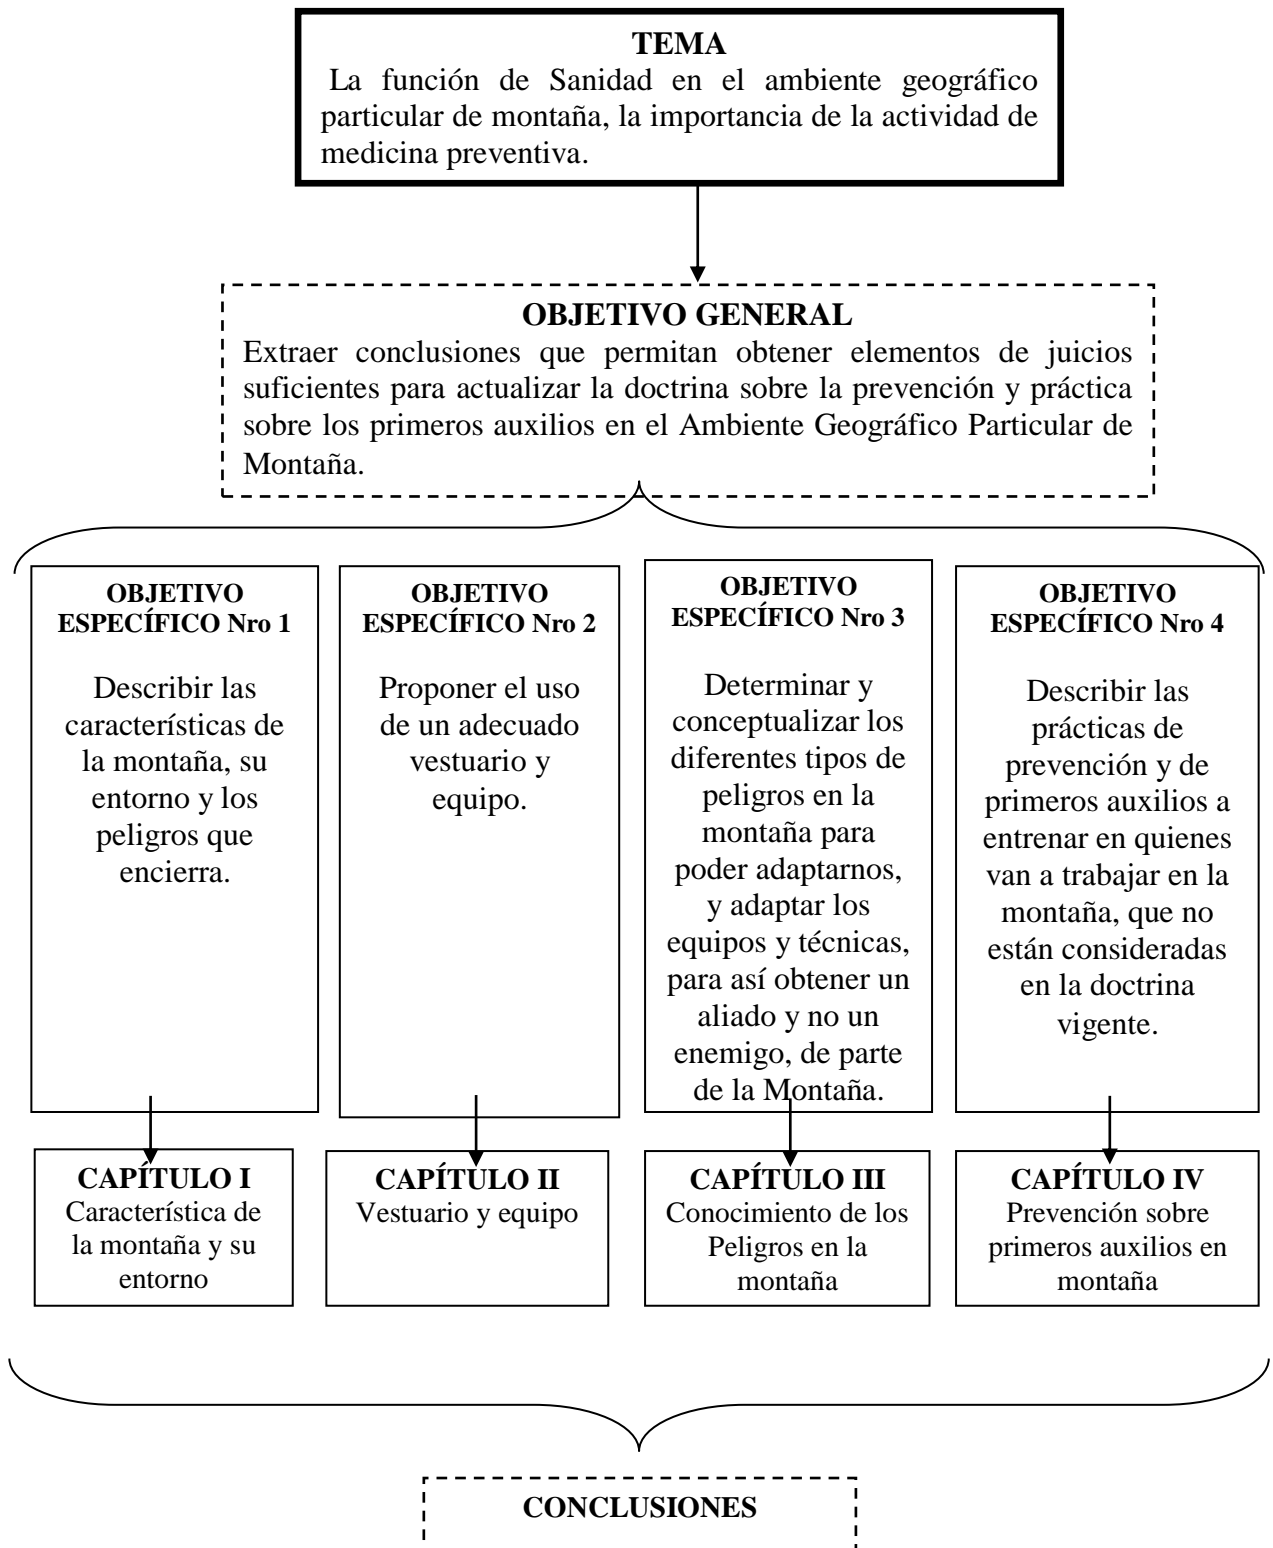 TEMA
La función de Sanidad en el ambiente geográfico
particular de montaña, la importancia de la actividad de
medicina preventiva.
OBJETIVO GENERAL
Extraer conclusiones que permitan obtener elementos de juicios
suficientes para actualizar la doctrina sobre la prevención y práctica
sobre los primeros auxilios en el Ambiente Geográfico Particular de
Montaña.
OBJETIVO
ESPECÍFICO Nro 1
Describir las
características de
la montaña, su
entorno y los
peligros que
encierra.
OBJETIVO
ESPECÍFICO Nro 2
Proponer el uso
de un adecuado
vestuario y
equipo.
OBJETIVO
ESPECÍFICO Nro 3
Determinar y
conceptualizar los
diferentes tipos de
peligros en la
montaña para
poder adaptarnos,
y adaptar los
equipos y técnicas,
para así obtener un
aliado y no un
enemigo, de parte
de la Montaña.
OBJETIVO
ESPECÍFICO Nro 4
Describir las
prácticas de
prevención y de
primeros auxilios a
entrenar en quienes
van a trabajar en la
montaña, que no
están consideradas
en la doctrina
vigente.
CAPÍTULO I
Característica de
la montaña y su
entorno
CAPÍTULO II
Vestuario y equipo
CAPÍTULO III
Conocimiento de los
Peligros en la
montaña
CAPÍTULO IV
Prevención sobre
primeros auxilios en
montaña
CONCLUSIONES